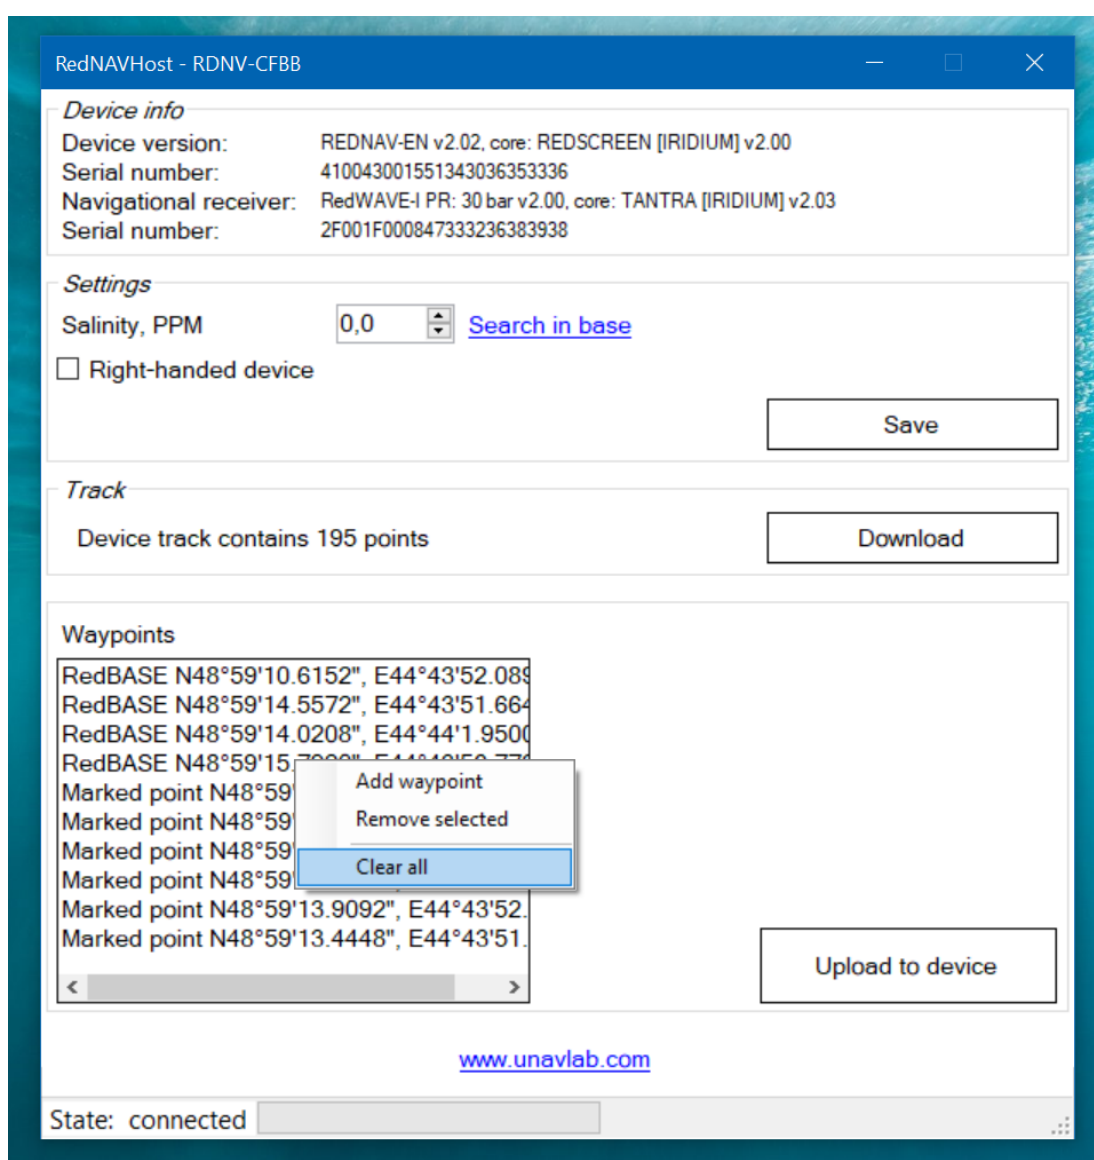 RedNAVHost - RDNV-CFBB
Device info
Device version: REDNAV-EN v2.02, core: REDSCREEN [IRIDIUM] v2.00
Serial number: 410043001551343036353336
Navigational receiver: RedWAVE-I PR: 30 bar v2.00, core: TANTRA [IRIDIUM] v2.03
Serial number: 2F001F000847333236383938
Settings
Salinity, PPM 0,0 Search in base
Right-handed device
Save
Track
Device track contains 195 points Download
Waypoints
RedBASE N48°59'10.6152", E44°43'52.089
RedBASE N48°59'14.5572", E44°43'51.664
RedBASE N48°59'14.0208", E44°44'1.9500
RedBASE N48°59'15.
Marked point N48°59'
Marked point N48°59'
Marked point N48°59'
Marked point N48°59'
Marked point N48°59'13.9092", E44°43'52.
Marked point N48°59'13.4448", E44°43'51.
Add waypoint
Remove selected
Clear all
Upload to device
www.unavlab.com
State: connected